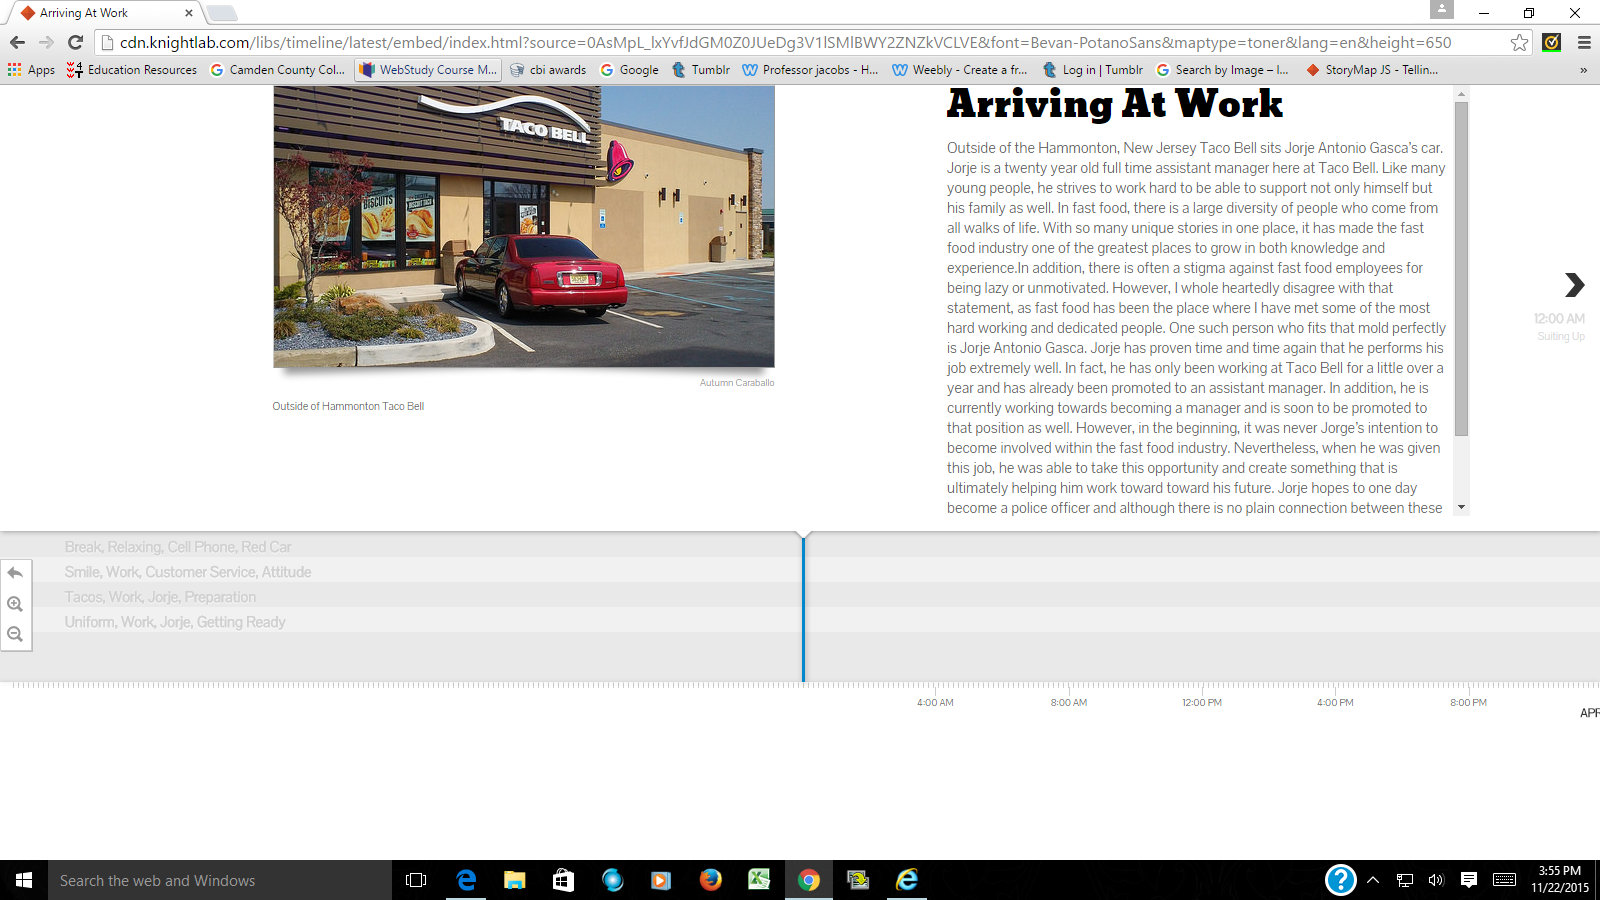 Arriving At Work
cdn.knightlab.com/libs/timeline/latest/embed/index.html?source=0AsMpL_lxYvfJdGM0Z0JUeDg3V1lSMlBWY2ZNZkVCLVE&font=Bevan-PotanoSans&maptype=toner&lang=en&height=650
Apps Education Resources Camden County Col... WebStudy Course M... cbi awards Google Tumblr Professor jacobs - H... Weebly - Create a fr... Log in | Tumblr Search by Image – I... StoryMap JS - Tellin... »
TACO BELL
BISCUITS
BISCUIT TACO
Autumn Caraballo
Outside of Hammonton Taco Bell
Arriving At Work
Outside of the Hammonton, New Jersey Taco Bell sits Jorje Antonio Gasca's car.
Jorje is a twenty year old full time assistant manager here at Taco Bell. Like many
young people, he strives to work hard to be able to support not only himself but
his family as well. In fast food, there is a large diversity of people who come from
all walks of life. With so many unique stories in one place, it has made the fast
food industry one of the greatest places to grow in both knowledge and
experience.In addition, there is often a stigma against fast food employees for
being lazy or unmotivated. However, I whole heartedly disagree with that
statement, as fast food has been the place where I have met some of the most
hard working and dedicated people. One such person who fits that mold perfectly
is Jorje Antonio Gasca. Jorje has proven time and time again that he performs his
job extremely well. In fact, he has only been working at Taco Bell for a little over a
year and has already been promoted to an assistant manager. In addition, he is
currently working towards becoming a manager and is soon to be promoted to
that position as well. However, in the beginning, it was never Jorge's intention to
become involved within the fast food industry. Nevertheless, when he was given
this job, he was able to take this opportunity and create something that is
ultimately helping him work toward toward his future. Jorje hopes to one day
become a police officer and although there is no plain connection between these
12:00 AM
Suiting Up
Break, Relaxing, Cell Phone, Red Car
Smile, Work, Customer Service, Attitude
Tacos, Work, Jorje, Preparation
Uniform, Work, Jorje, Getting Ready
4:00 AM 8:00 AM 12:00 PM 4:00 PM 8:00 PM
APR
Search the web and Windows
3:55 PM
11/22/2015